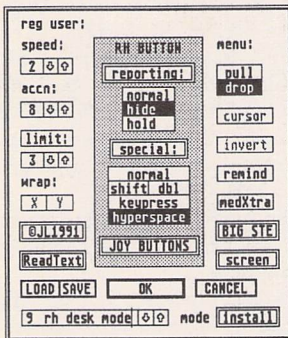 reg user:
speed:
2
accn:
8
limit:
3
wrap:
X Y
©JL1991
ReadText
RH BUTTON
reporting:
normal
hide
hold
special:
normal
shift dbl
keypress
hyperspace
JOY BUTTONS
menu:
pull
drop
cursor
invert
remind
medXtra
BIG STE
screen
LOAD SAVE OK CANCEL
9 rh desk mode mode install